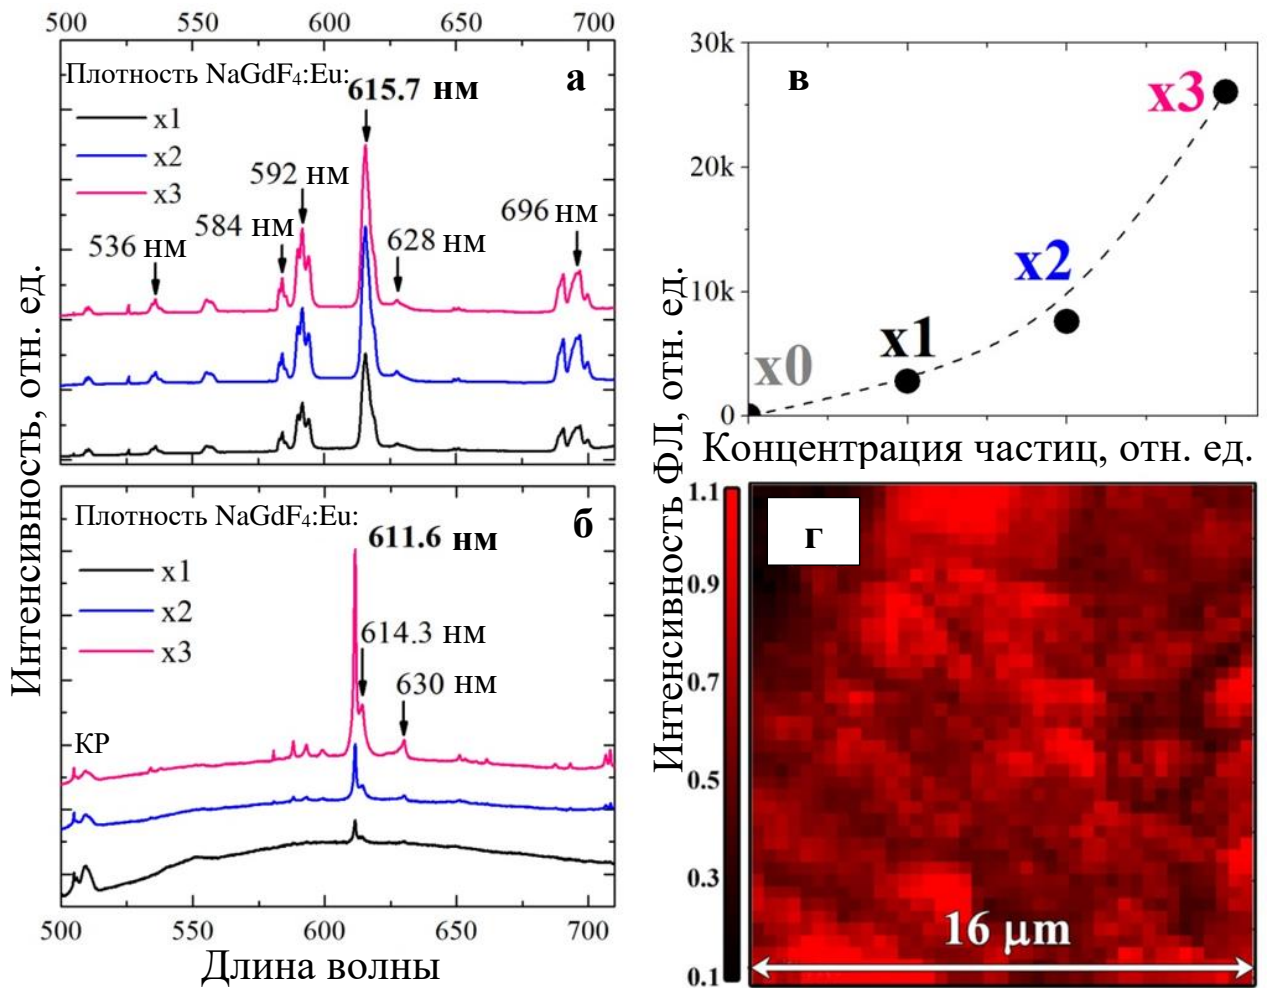 500 550 600 650 700
Плотность NaGdF₄:Eu:
а
615.7 нм
x1
x2
x3
592 нм
584 нм
536 нм
628 нм
696 нм
Интенсивность, отн. ед.
Плотность NaGdF₄:Eu:
б
611.6 нм
x1
x2
x3
614.3 нм
630 нм
КР
500 550 600 650 700
Длина волны
30k
20k
10k
0
в
x3
x2
x1
x0
Концентрация частиц, отн. ед.
Интенсивность ФЛ, отн. ед.
1.1
0.9
0.7
0.5
0.3
0.1
г
16 µm